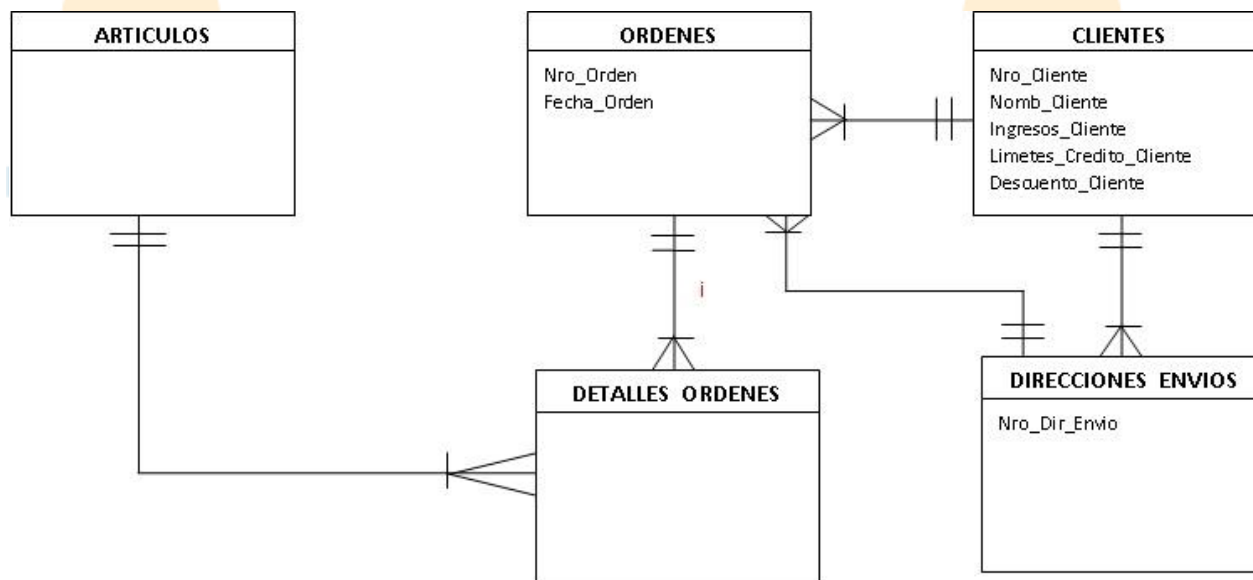 ARTICULOS
ORDENES
Nro_Orden
Fecha_Orden
CLIENTES
Nro_Cliente
Nomb_Cliente
Ingresos_Cliente
Limetes_Credito_Cliente
Descuento_Cliente
i
DETALLES ORDENES
DIRECCIONES ENVIOS
Nro_Dir_Envio